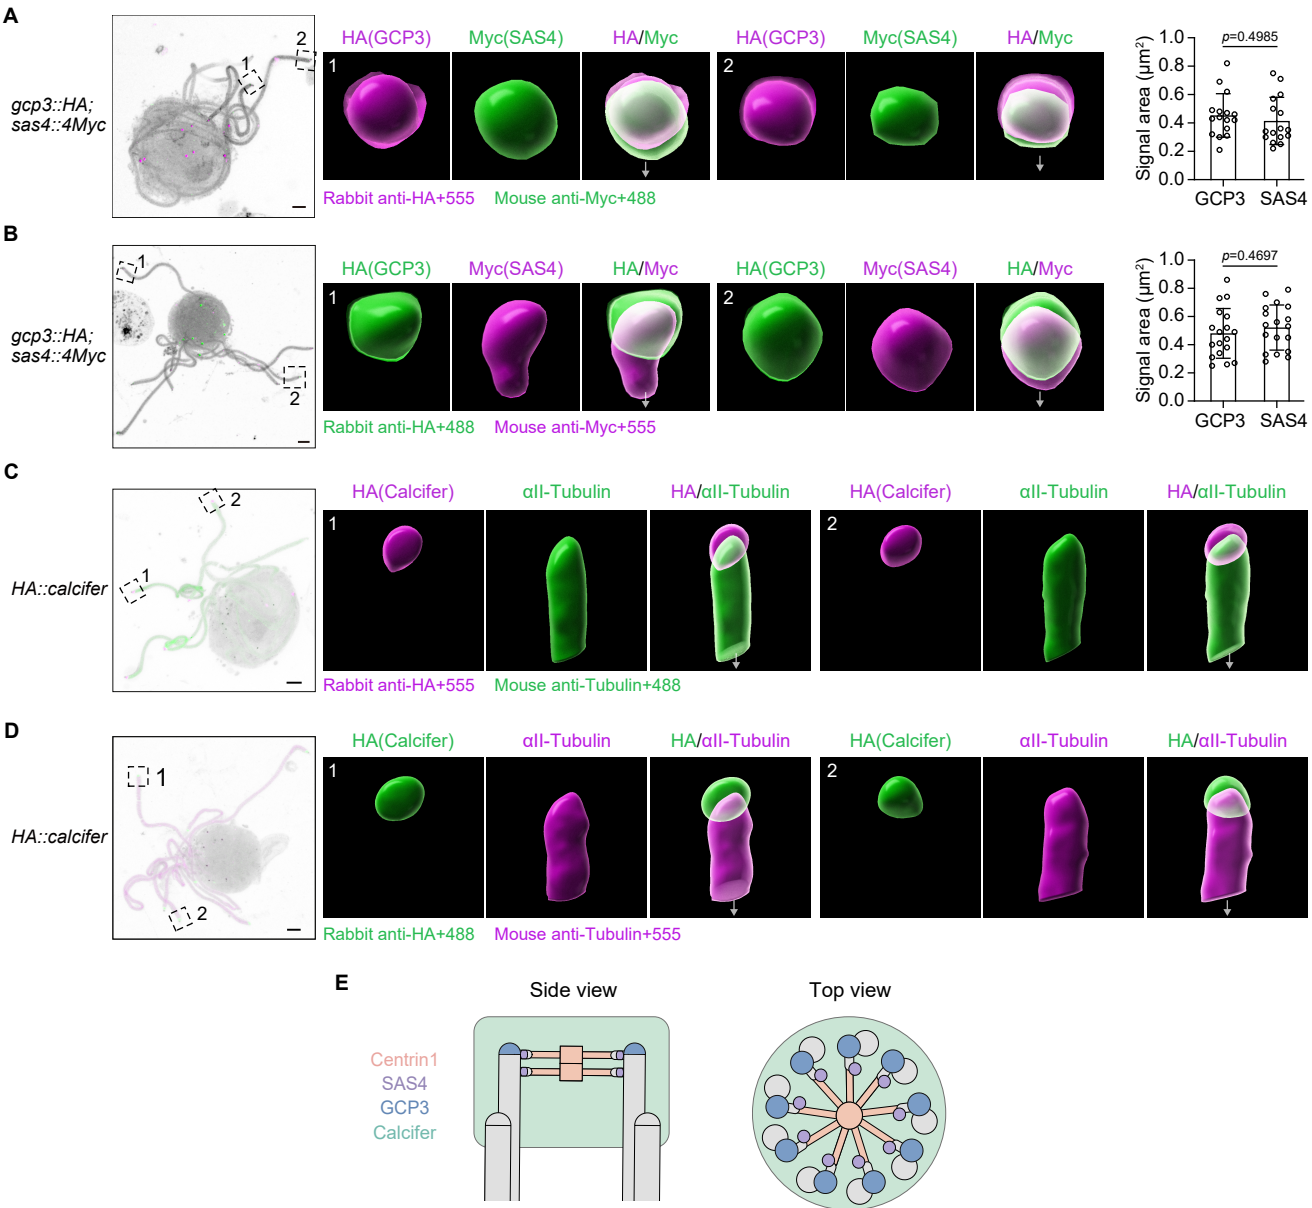 A
gcp3::HA;
sas4::4Myc
1
2
HA(GCP3) Myc(SAS4) HA/Myc HA(GCP3) Myc(SAS4) HA/Myc
1
2
Rabbit anti-HA+555 Mouse anti-Myc+488
Signal area (μm²)
p=0.4985
1.0
0.8
0.6
0.4
0.2
0.0
GCP3 SAS4
B
gcp3::HA;
sas4::4Myc
1
2
HA(GCP3) Myc(SAS4) HA/Myc HA(GCP3) Myc(SAS4) HA/Myc
1
2
Rabbit anti-HA+488 Mouse anti-Myc+555
Signal area (μm²)
p=0.4697
1.0
0.8
0.6
0.4
0.2
0.0
GCP3 SAS4
C
HA::calcifer
2
1
HA(Calcifer) αII-Tubulin HA/αII-Tubulin HA(Calcifer) αII-Tubulin HA/αII-Tubulin
1
2
Rabbit anti-HA+555 Mouse anti-Tubulin+488
D
HA::calcifer
1
2
HA(Calcifer) αII-Tubulin HA/αII-Tubulin HA(Calcifer) αII-Tubulin HA/αII-Tubulin
1
2
Rabbit anti-HA+488 Mouse anti-Tubulin+555
E
Side view Top view
Centrin1
SAS4
GCP3
Calcifer